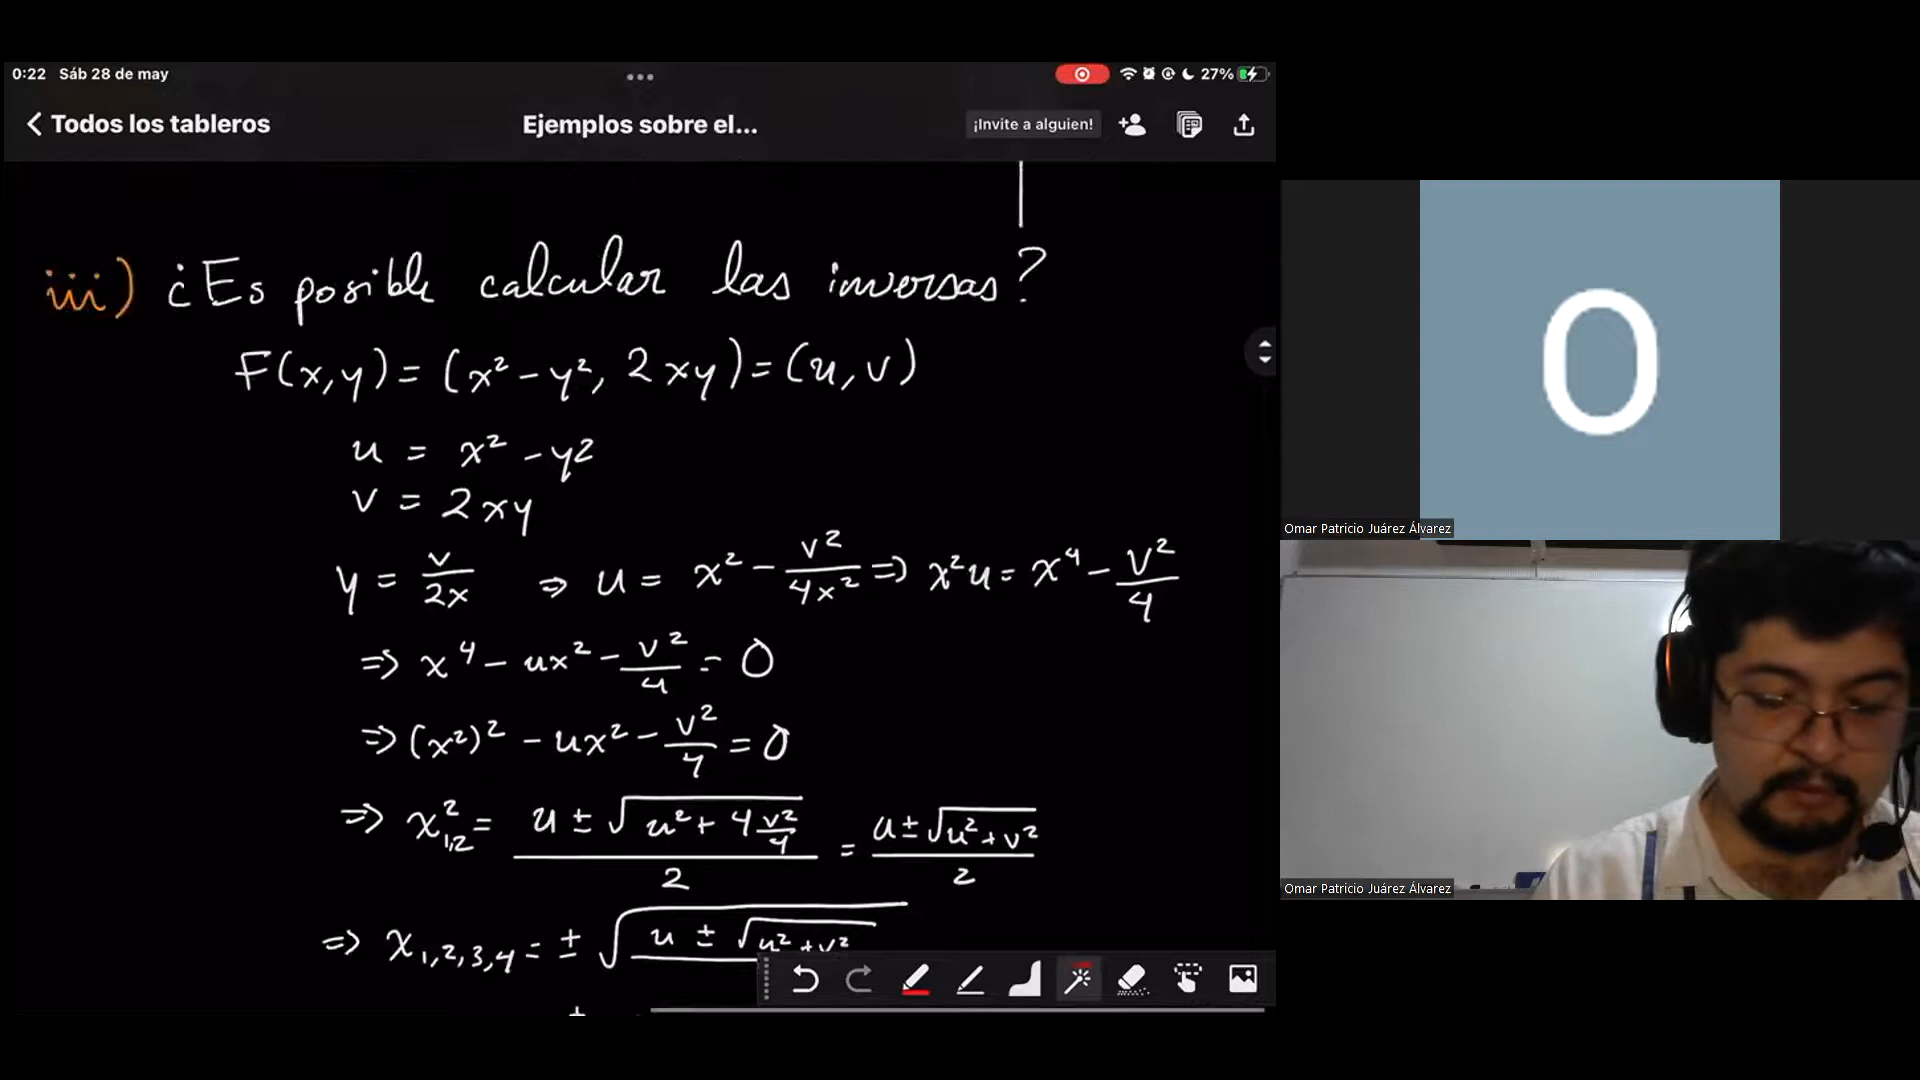 0:22 Sáb 28 de may
27%
Todos los tableros
Ejemplos sobre el...
¡Invite a alguien!
iii) ¿Es posible calcular las inversas?
F(x,y) = (x² - y², 2xy) = (u, v)
u = x² - y²
v = 2xy
y = v/2x ⇒ u = x² - v²/4x² ⇒ x²u = x⁴ - v²/4
⇒ x⁴ - ux² - v²/4 = 0
⇒ (x²)² - ux² - v²/4 = 0
⇒ x²₁,₂ = (u ± √(u² + 4 v²/4))/2 = (u ± √(u² + v²))/2
⇒ x₁,₂,₃,₄ = ± √(u ± √(u² + v²))
O
Omar Patricio Juárez Álvarez
Omar Patricio Juárez Álvarez